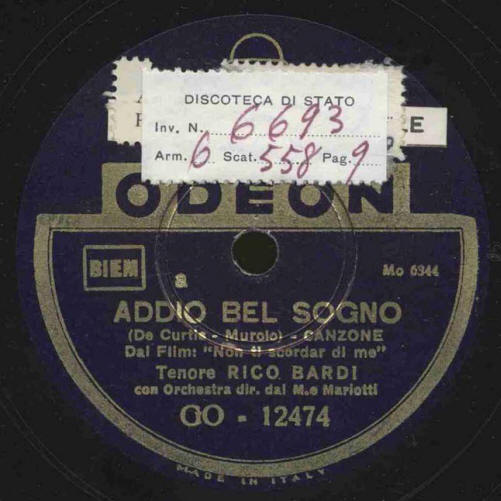 DISCOTECA DI STATO
Inv. N. 6693
Arm. 6 Scat. 558 Pag. 9
E
ODEON
BIEM
a
Mo 6344
ADDIO BEL SOGNO
(De Curtis - Murolo) - CANZONE
Dal Film: "Non ti scordar di me"
Tenore RICO BARDI
con Orchestra dir. dal M.o Mariotti
GO - 12474
MADE IN ITALY